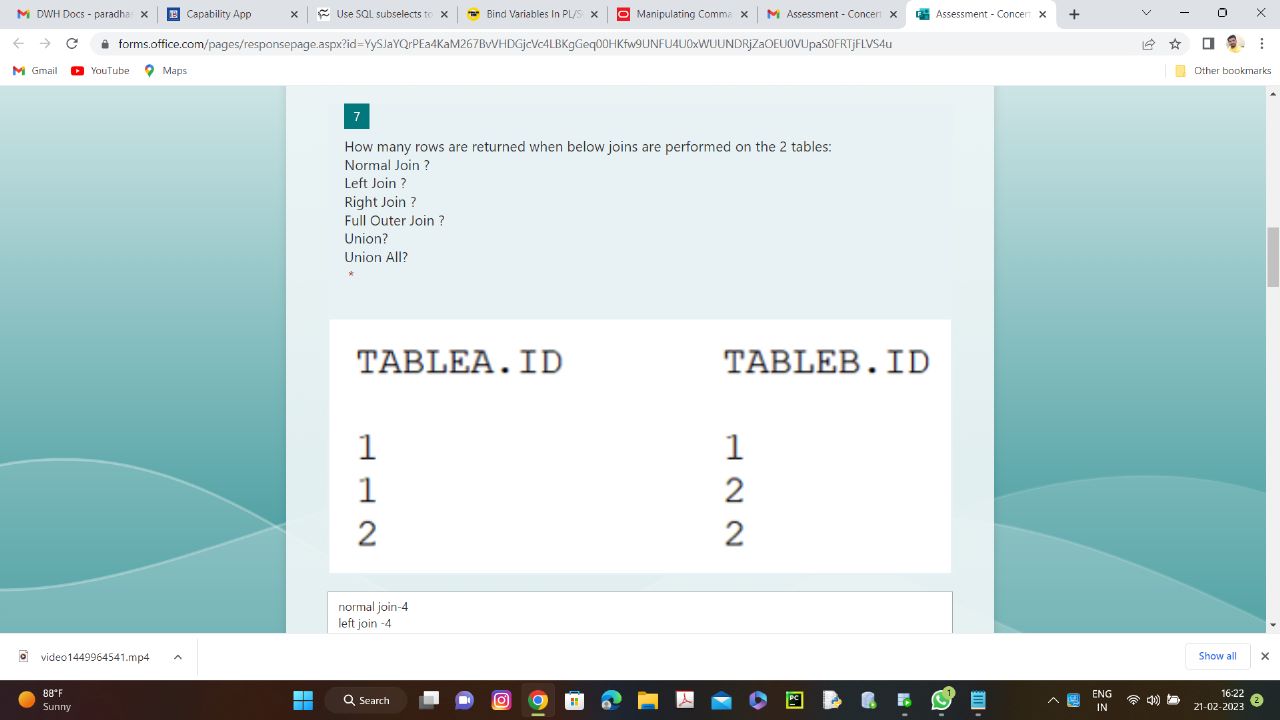 DWH Docs - paradha
Capability App
Use SQL subselects to
Bind Variables In PL/S
Manipulating Comma
Assessment - Concer
Assessment - Concern
forms.office.com/pages/responsepage.aspx?id=YySJaYQrPEa4KaM267BvVHDGjcVc4LBKgGeq00HKfw9UNFU4U0xWUUNDRjZaOEU0VUpaS0FRTjFLVS4u
Gmail
YouTube
Maps
Other bookmarks
7
How many rows are returned when below joins are performed on the 2 tables:
Normal Join ?
Left Join ?
Right Join ?
Full Outer Join ?
Union?
Union All?
*
TABLEA.ID TABLEB.ID
1 1
1 2
2 2
normal join-4
left join -4
video1449964541.mp4
Show all
88°F
Sunny
Search
PC
1
ENG
IN
16:22
21-02-2023
2